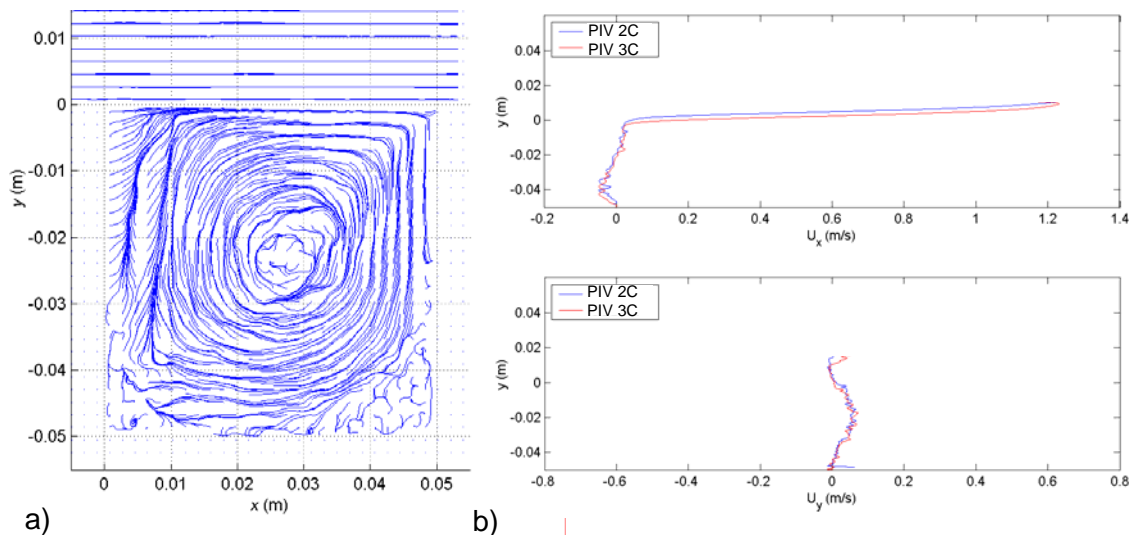 0.01
0
-0.01
-0.02
-0.03
-0.04
-0.05
y (m)
0 0.01 0.02 0.03 0.04 0.05
x (m)
a)
PIV 2C
PIV 3C
0.04
0.02
0
-0.02
-0.04
y (m)
-0.2 0 0.2 0.4 0.6 0.8 1 1.2 1.4
U_x (m/s)
PIV 2C
PIV 3C
0.04
0.02
0
-0.02
-0.04
y (m)
-0.8 -0.6 -0.4 -0.2 0 0.2 0.4 0.6 0.8
U_y (m/s)
b)